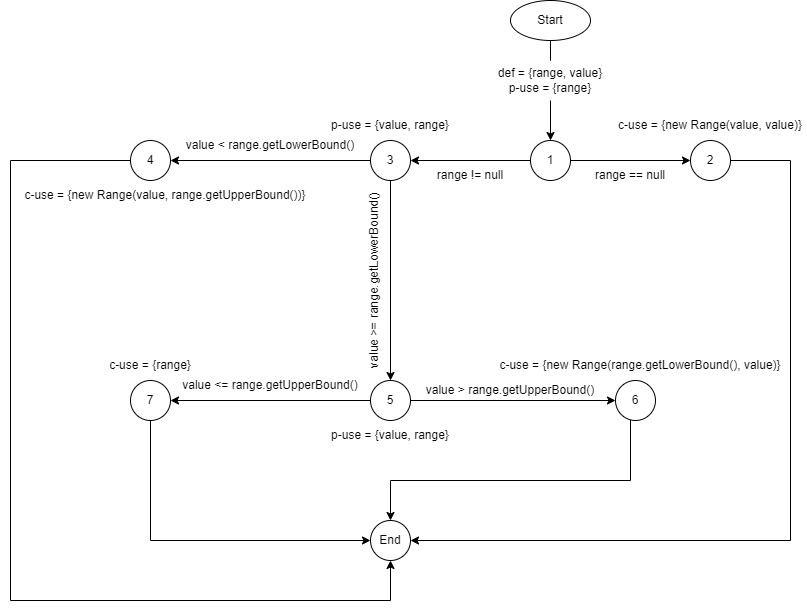 Start
def = {range, value}
p-use = {range}
c-use = {new Range(value, value)}
p-use = {value, range}
value < range.getLowerBound()
4
3
1
2
range != null
range == null
c-use = {new Range(value, range.getUpperBound())}
value >= range.getLowerBound()
c-use = {range}
c-use = {new Range(range.getLowerBound(), value)}
value <= range.getUpperBound()
value > range.getUpperBound()
7
5
6
p-use = {value, range}
End